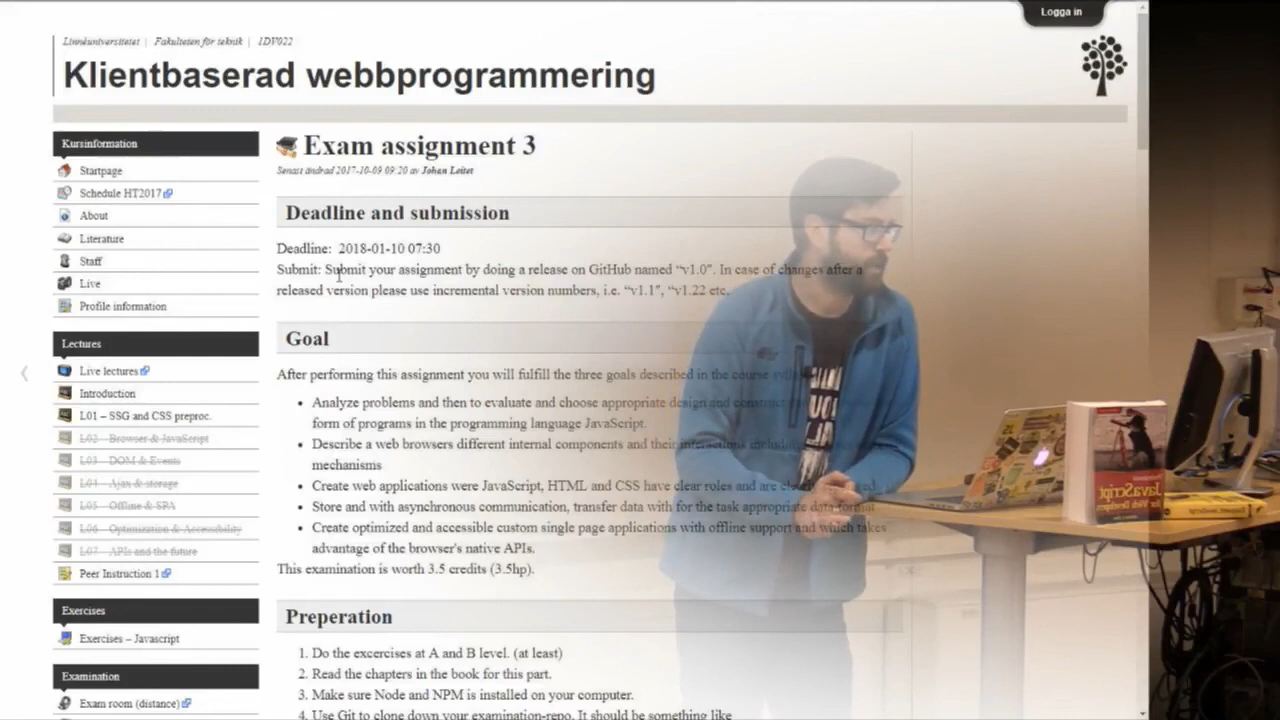 Logga in
Linnéuniversitetet | Fakulteten för teknik | 1DV022
Klientbaserad webbprogrammering
Kursinformation
Startpage
Schedule HT2017
About
Literature
Staff
Live
Profile information
Lectures
Live lectures
Introduction
L01 – SSG and CSS preproc.
L02 – Browser & JavaScript
L03 – DOM & Events
L04 – Ajax & storage
L05 – Offline & SPA
L06 – Optimization & Accessibility
L07 – APIs and the future
Peer Instruction 1
Exercises
Exercises – Javascript
Examination
Exam room (distance)
Exam assignment 3
Senast ändrad 2017-10-09 09:20 av Johan Leitet
Deadline and submission
Deadline: 2018-01-10 07:30
Submit: Submit your assignment by doing a release on GitHub named “v1.0”. In case of changes after a
released version please use incremental version numbers, i.e. “v1.1”, “v1.22 etc.
Goal
After performing this assignment you will fulfill the three goals described in the course
Analyze problems and then to evaluate and choose appropriate design and
form of programs in the programming language JavaScript.
Describe a web browsers different internal components and their interactions
mechanisms
Create web applications were JavaScript, HTML and CSS have clear roles and are
Store and with asynchronous communication, transfer data with for the task appropriate data format
Create optimized and accessible custom single page applications with offline support and which takes
advantage of the browser's native APIs.
This examination is worth 3.5 credits (3.5hp).
Preperation
1. Do the excercises at A and B level. (at least)
2. Read the chapters in the book for this part.
3. Make sure Node and NPM is installed on your computer.
4. Use Git to clone down your examination-repo. It should be something like
JavaScript